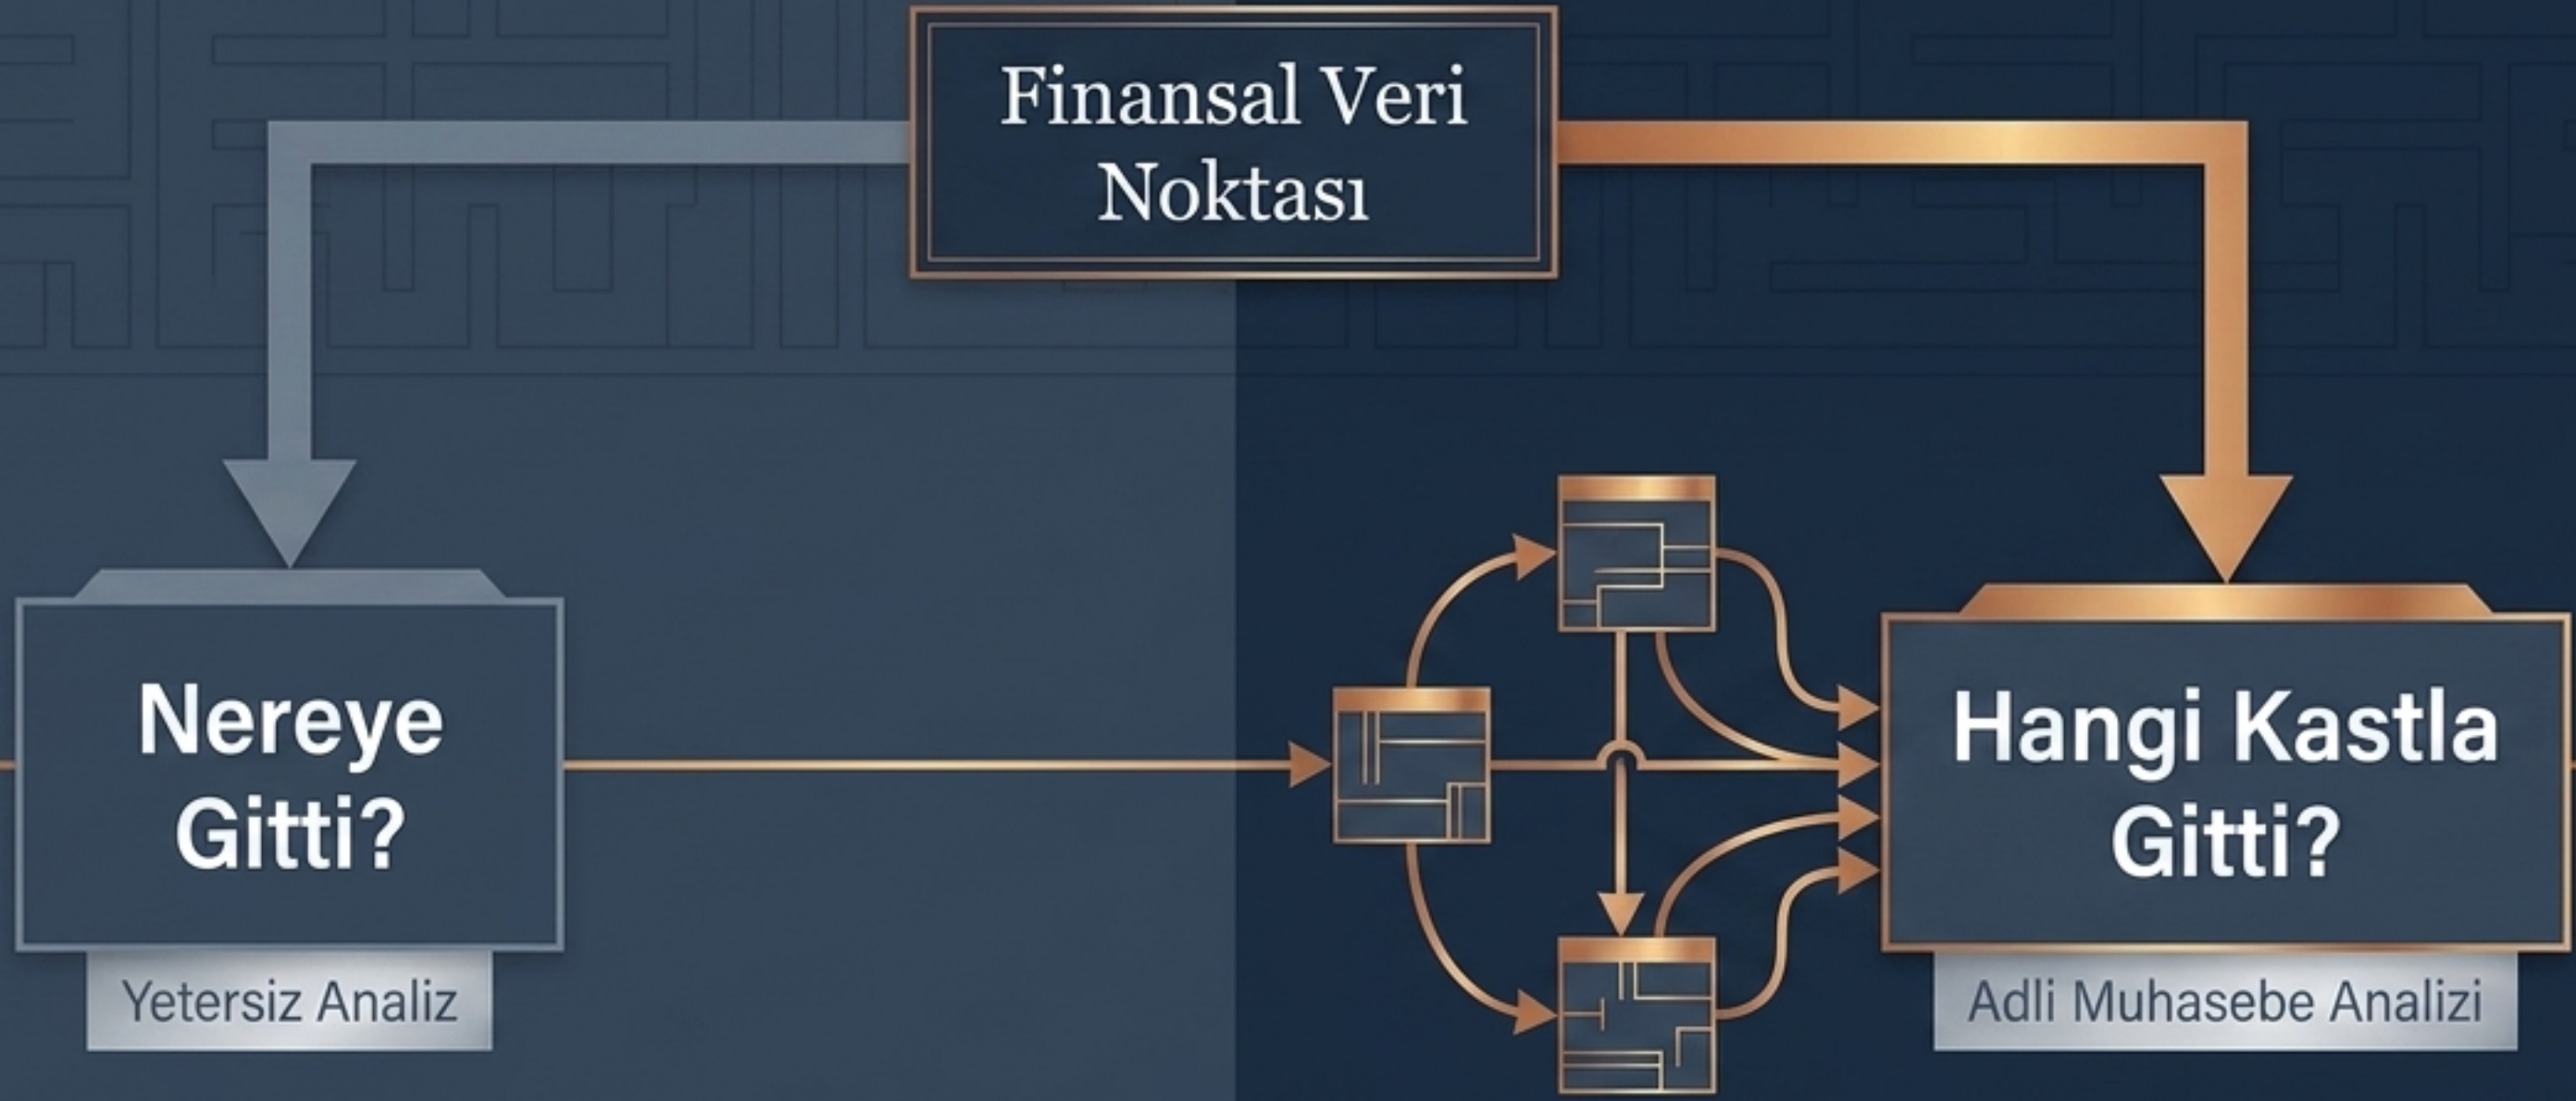 Finansal Veri
Noktası
Nereye
Gitti?
Yetersiz Analiz
Hangi Kastla
Gitti?
Adli Muhasebe Analizi